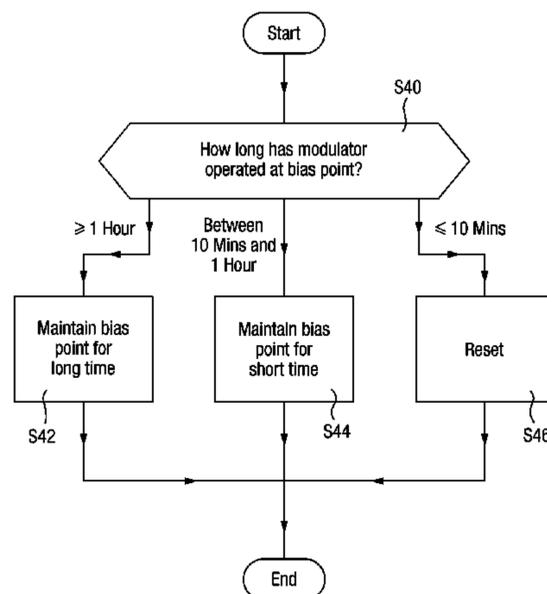 Start
S40
How long has modulator
operated at bias point?
⩾ 1 Hour
Between
10 Mins and
1 Hour
⩽ 10 Mins
Maintain bias
point for
long time
Maintain bias
point for
short time
Reset
S42
S44
S46
End